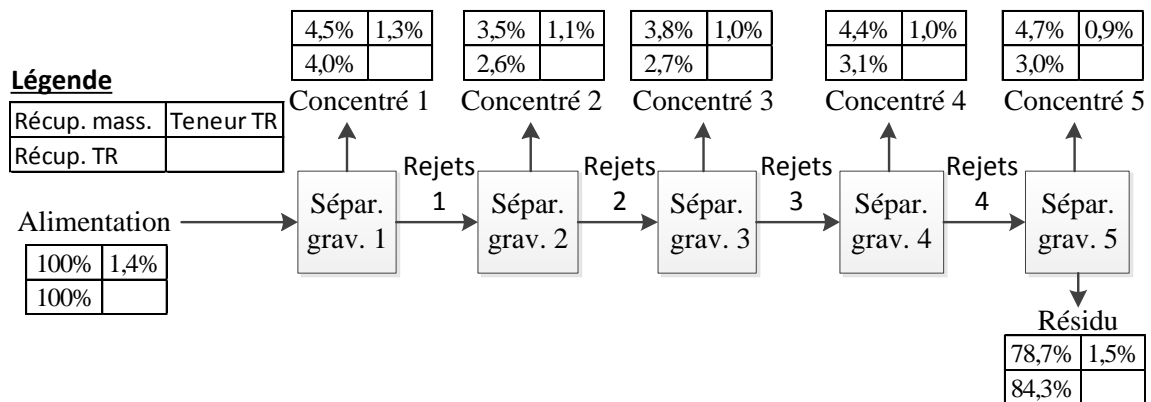 4,5% 1,3%
4,0%
Concentré 1
3,5% 1,1%
2,6%
Concentré 2
3,8% 1,0%
2,7%
Concentré 3
4,4% 1,0%
3,1%
Concentré 4
4,7% 0,9%
3,0%
Concentré 5
Légende
Récup. mass. Teneur TR
Récup. TR
Alimentation
100% 1,4%
100%
Sépar.
grav. 1
Rejets
1
Sépar.
grav. 2
Rejets
2
Sépar.
grav. 3
Rejets
3
Sépar.
grav. 4
Rejets
4
Sépar.
grav. 5
Résidu
78,7% 1,5%
84,3%